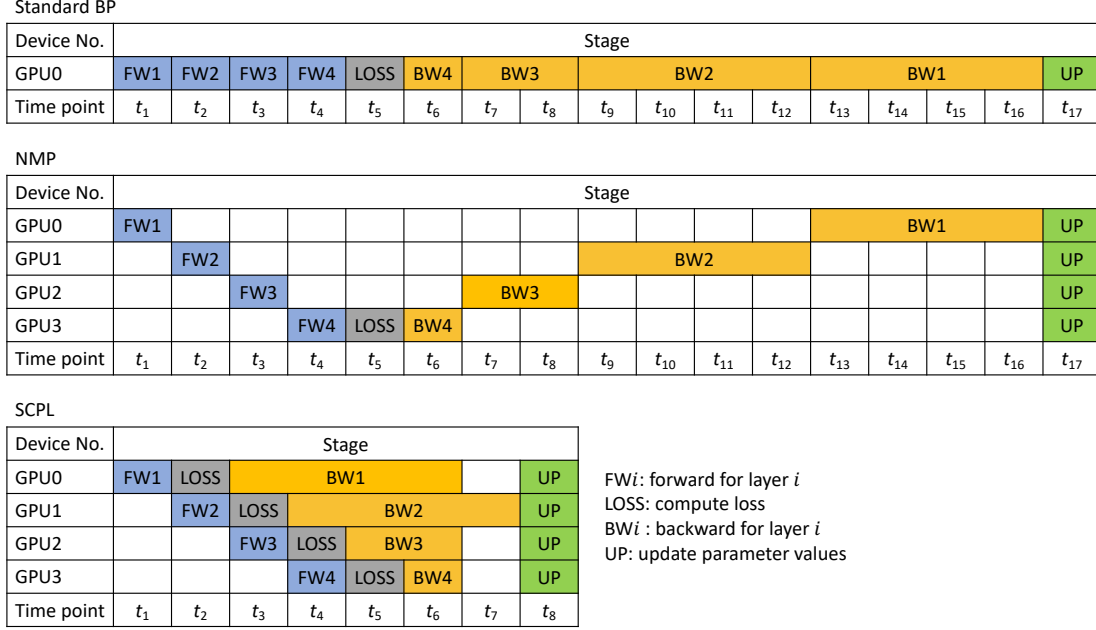 Standard BP
Device No. Stage
GPU0 FW1 FW2 FW3 FW4 LOSS BW4 BW3 BW2 BW1 UP
Time point t1 t2 t3 t4 t5 t6 t7 t8 t9 t10 t11 t12 t13 t14 t15 t16 t17
NMP
Device No. Stage
GPU0 FW1 BW1 UP
GPU1 FW2 BW2 UP
GPU2 FW3 BW3 UP
GPU3 FW4 LOSS BW4 UP
Time point t1 t2 t3 t4 t5 t6 t7 t8 t9 t10 t11 t12 t13 t14 t15 t16 t17
SCPL
Device No. Stage
GPU0 FW1 LOSS BW1 UP
GPU1 FW2 LOSS BW2 UP
GPU2 FW3 LOSS BW3 UP
GPU3 FW4 LOSS BW4 UP
Time point t1 t2 t3 t4 t5 t6 t7 t8
FWi: forward for layer i
LOSS: compute loss
BWi : backward for layer i
UP: update parameter values